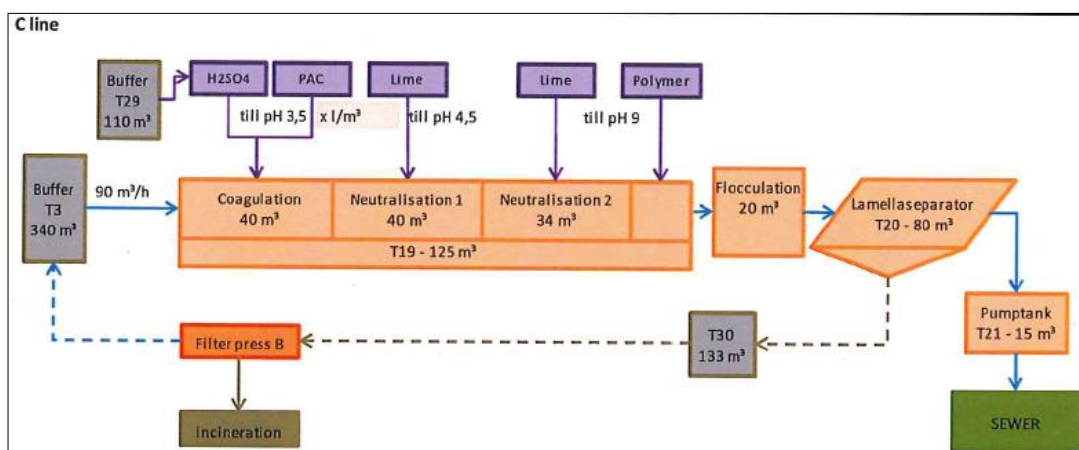 C line
Buffer
T29
110 m³
H2SO4
PAC
Lime
Lime
Polymer
till pH 3,5
x l/m³
till pH 4,5
till pH 9
Buffer
T3
340 m³
90 m³/h
Coagulation
40 m³
Neutralisation 1
40 m³
Neutralisation 2
34 m³
T19 - 125 m³
Flocculation
20 m³
Lamellaseparator
T20 - 80 m³
Filter press B
T30
133 m³
Pumptank
T21 - 15 m³
incineration
SEWER